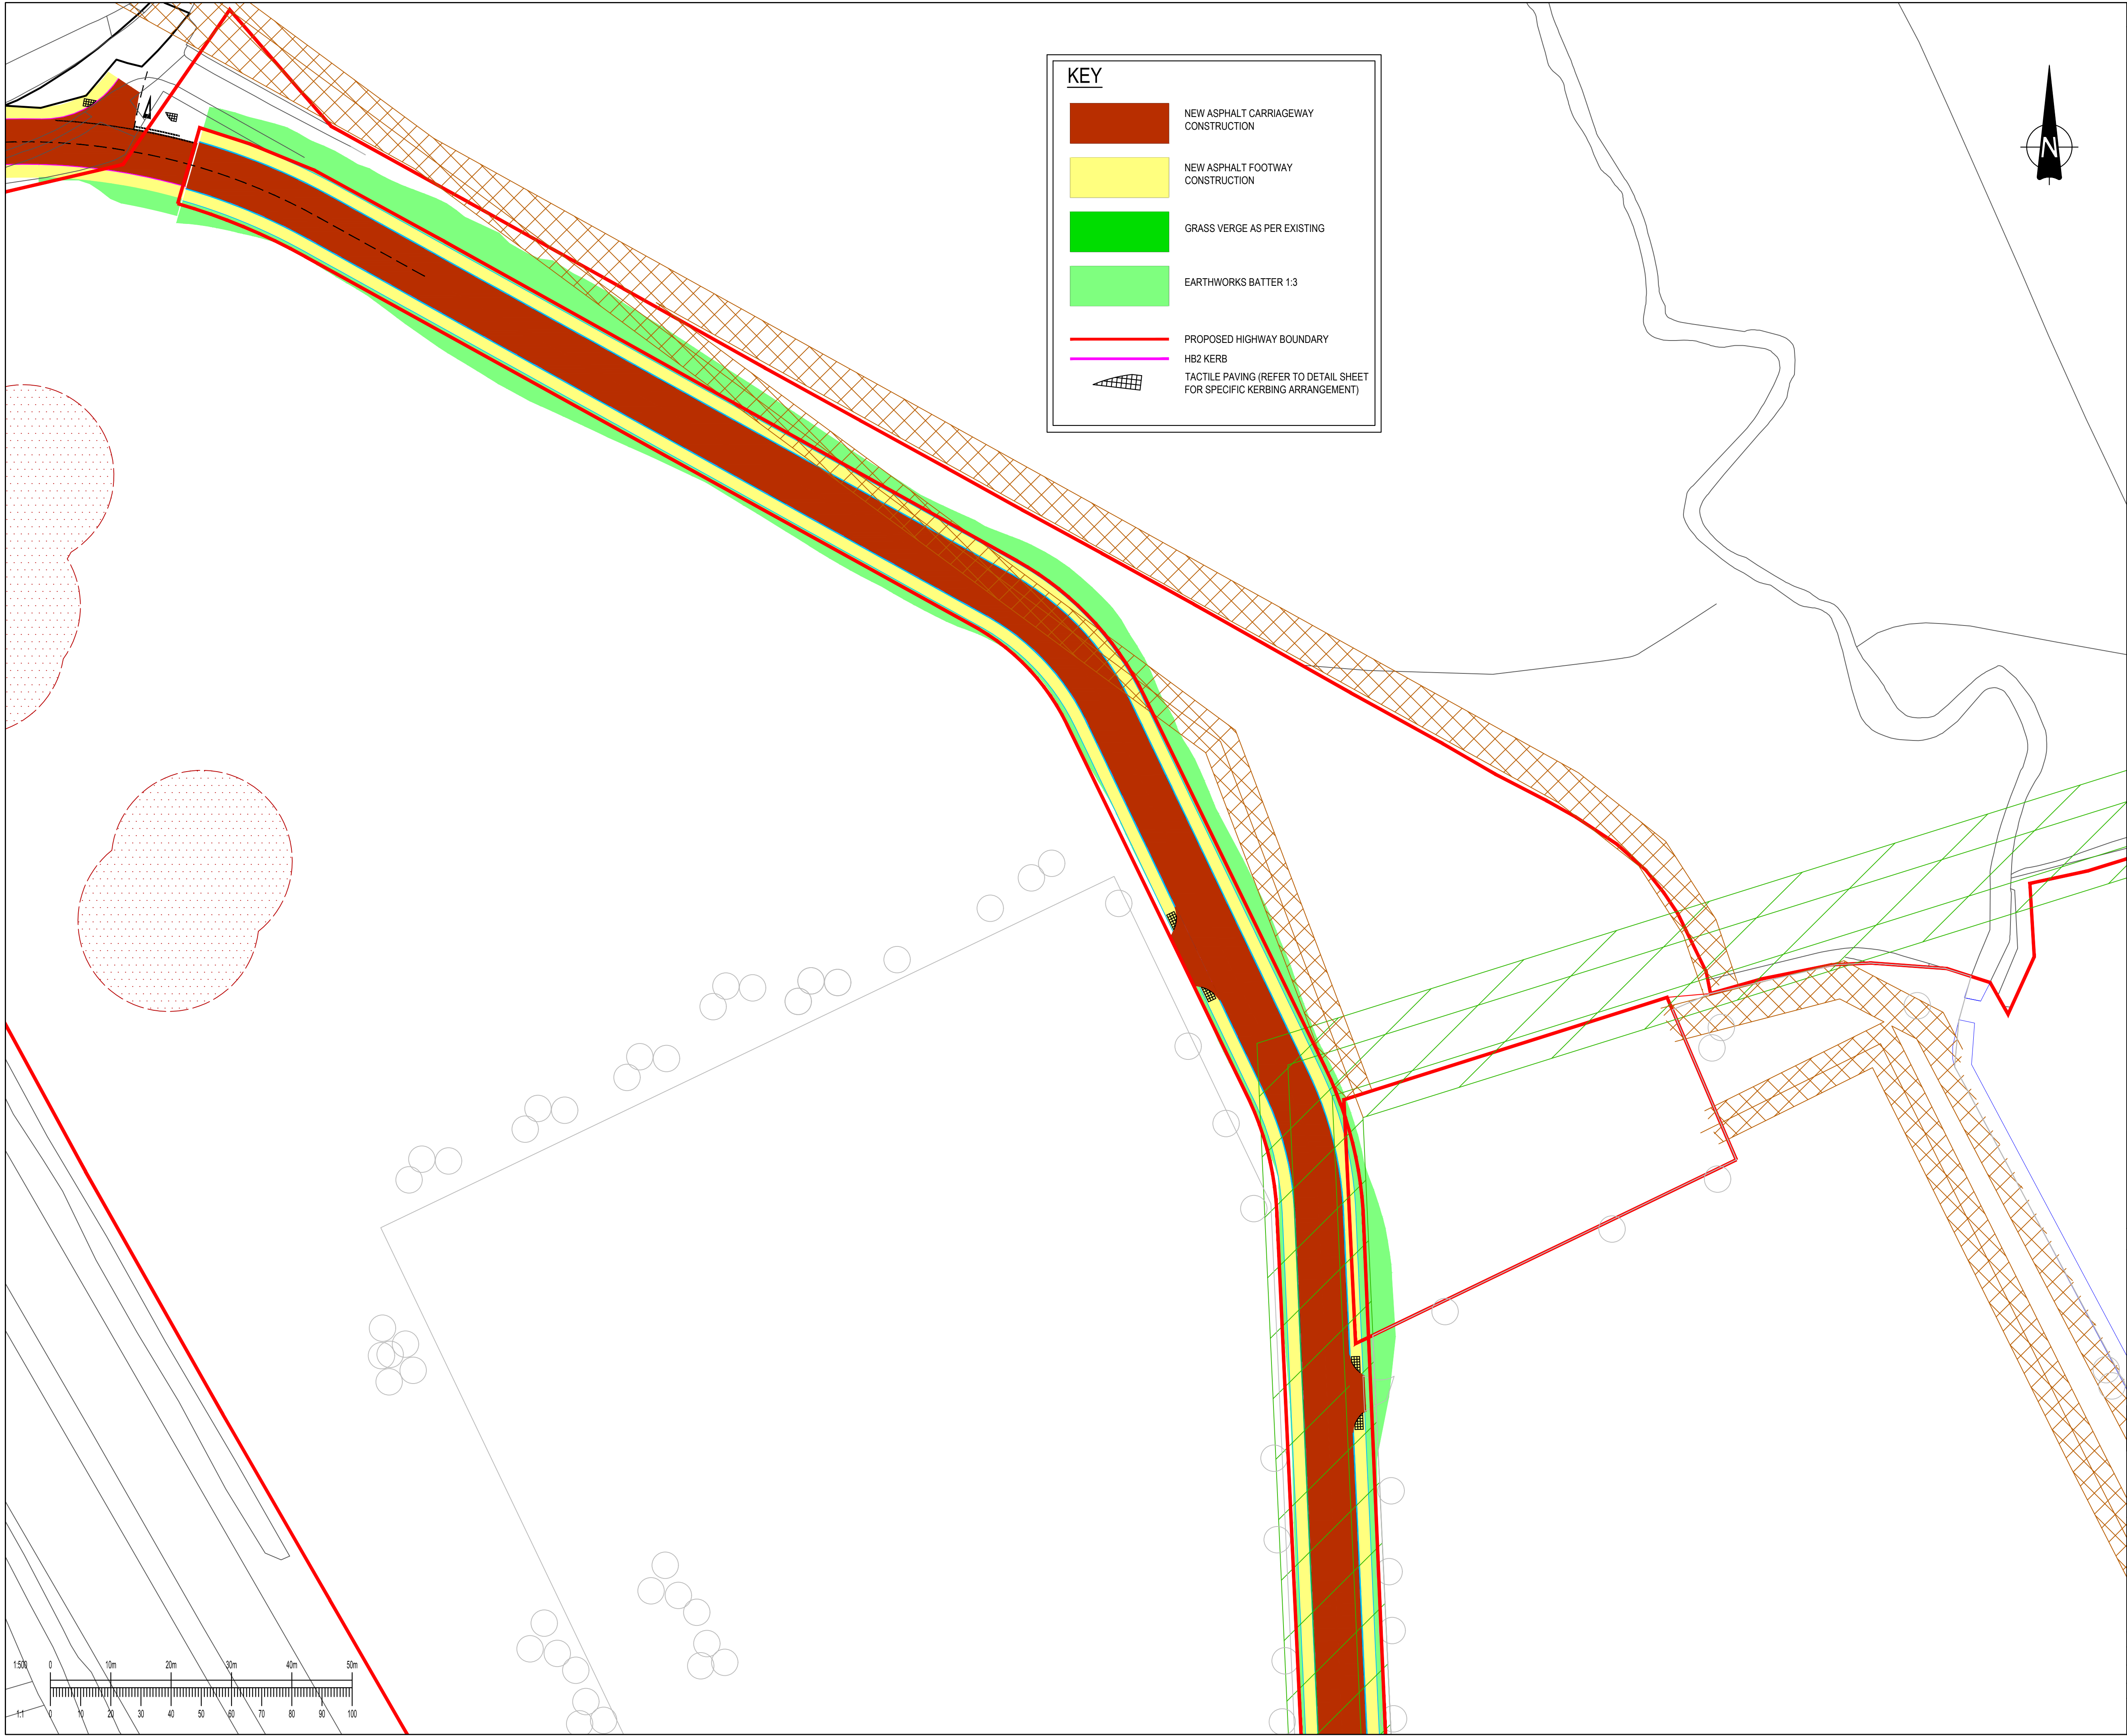 KEY
NEW ASPHALT CARRIAGEWAY
CONSTRUCTION
NEW ASPHALT FOOTWAY
CONSTRUCTION
GRASS VERGE AS PER EXISTING
EARTHWORKS BATTER 1:3
PROPOSED HIGHWAY BOUNDARY
HB2 KERB
TACTILE PAVING (REFER TO DETAIL SHEET
FOR SPECIFIC KERBING ARRANGEMENT)
N
1:500 0 10m 20m 30m 40m 50m
1:1 0 10 20 30 40 50 60 70 80 90 100